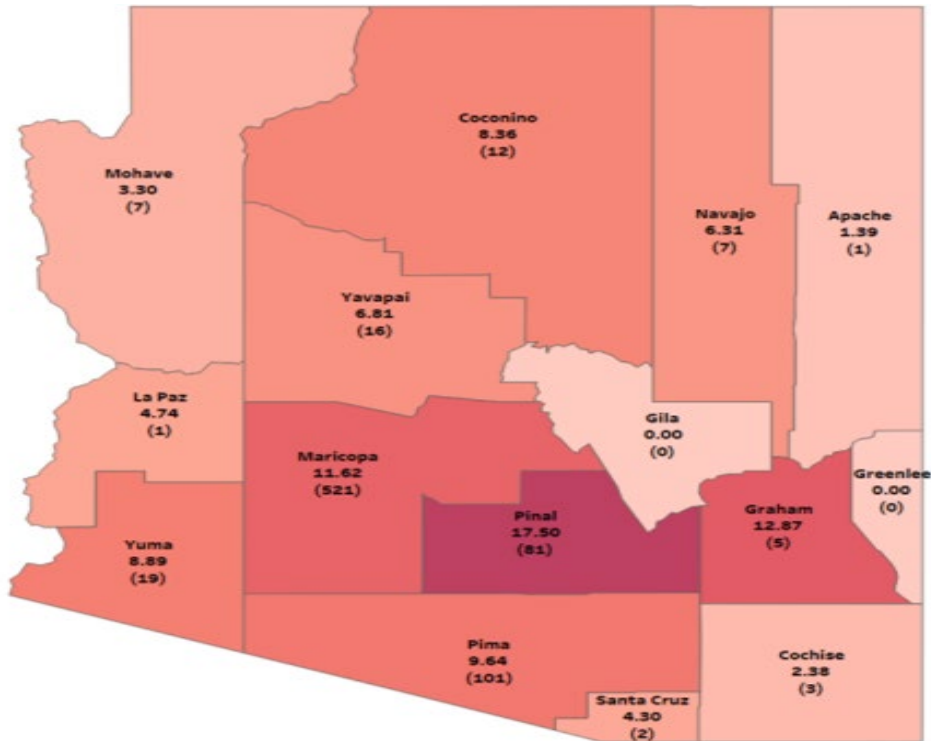 Coconino
8.36
(12)
Mohave
3.30
(7)
Navajo
6.31
(7)
Apache
1.39
(1)
Yavapai
6.81
(16)
La Paz
4.74
(1)
Gila
0.00
(0)
Maricopa
11.62
(521)
Greenlee
0.00
(0)
Pinal
17.50
(81)
Graham
12.87
(5)
Yuma
8.89
(19)
Pima
9.64
(101)
Cochise
2.38
(3)
Santa Cruz
4.30
(2)